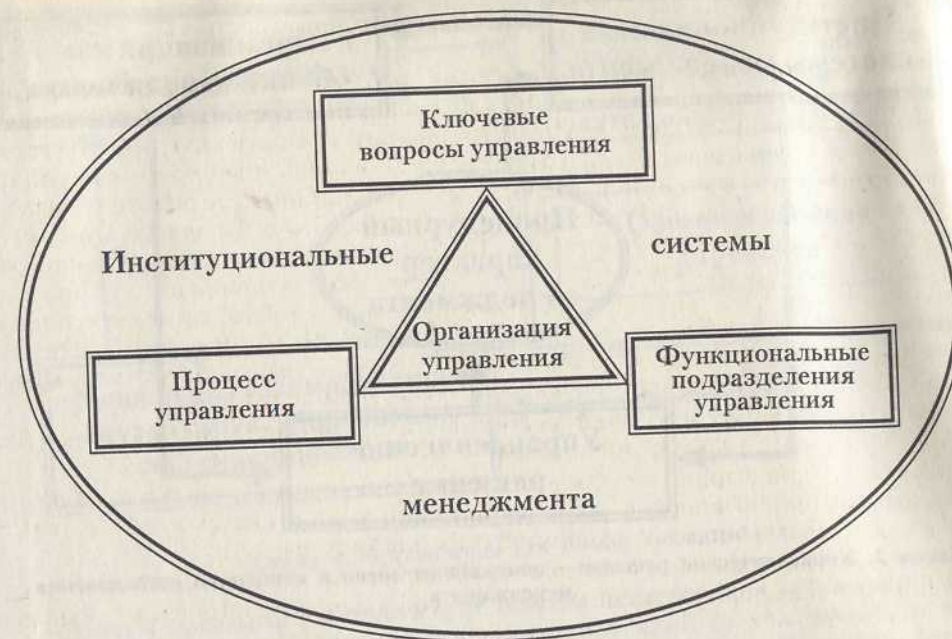 Ключевые
вопросы управления
Институциональные
системы
Организация
управления
Процесс
управления
Функциональные
подразделения
управления
менеджмента